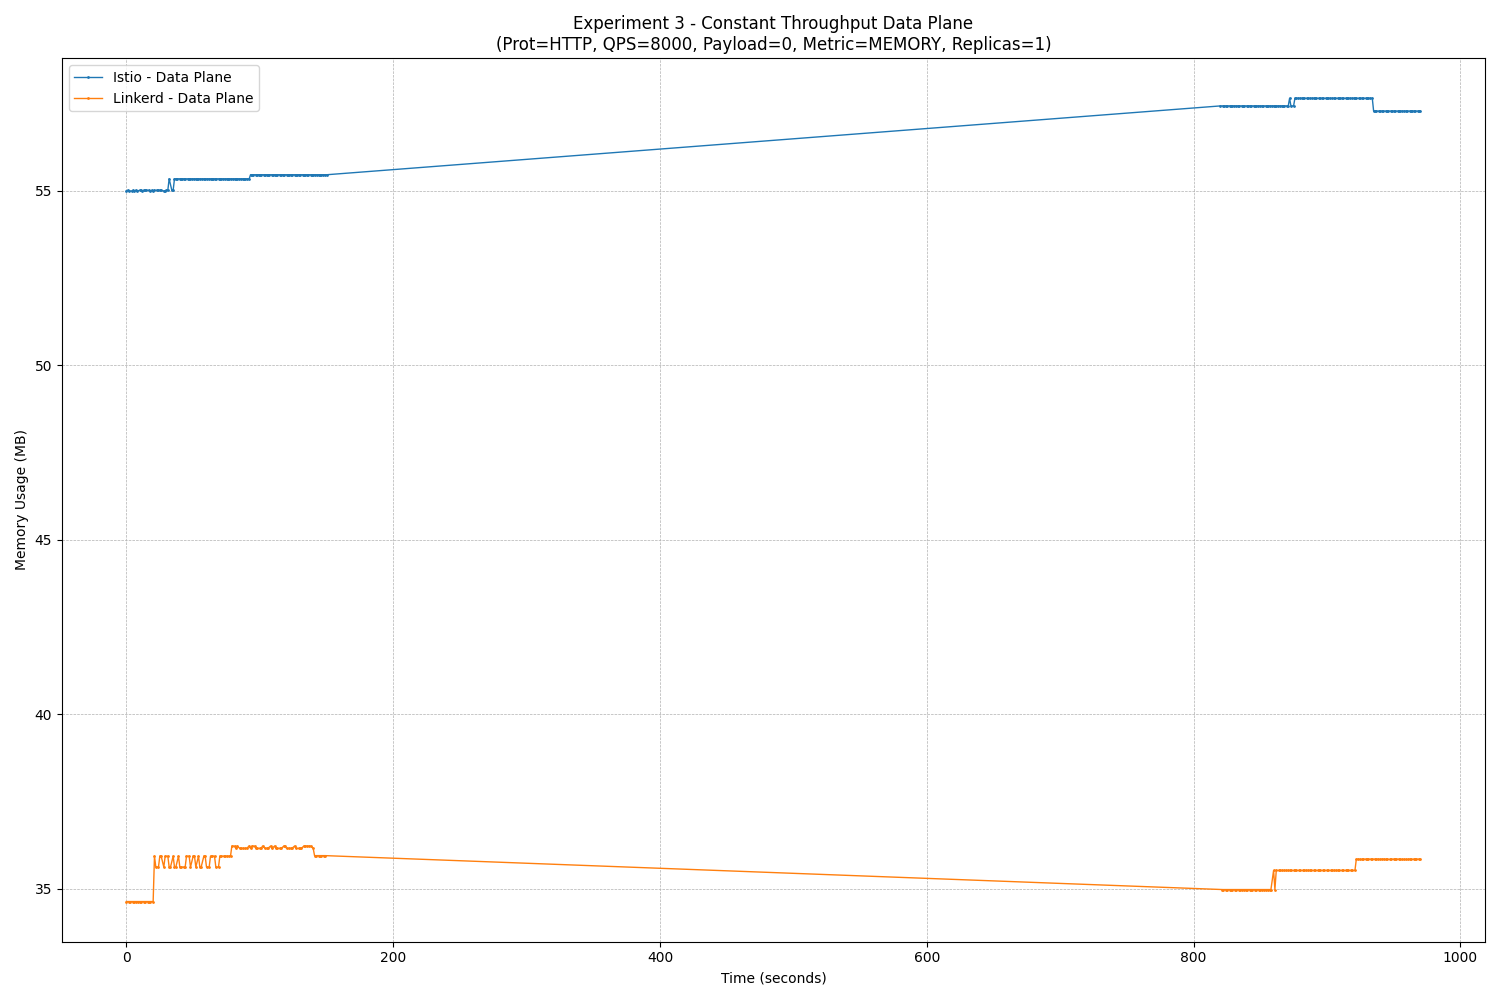 Experiment 3 - Constant Throughput Data Plane
(Prot=HTTP, QPS=8000, Payload=0, Metric=MEMORY, Replicas=1)
Istio - Data Plane
Linkerd - Data Plane
Memory Usage (MB)
55
50
45
40
35
0
200
400
600
800
1000
Time (seconds)